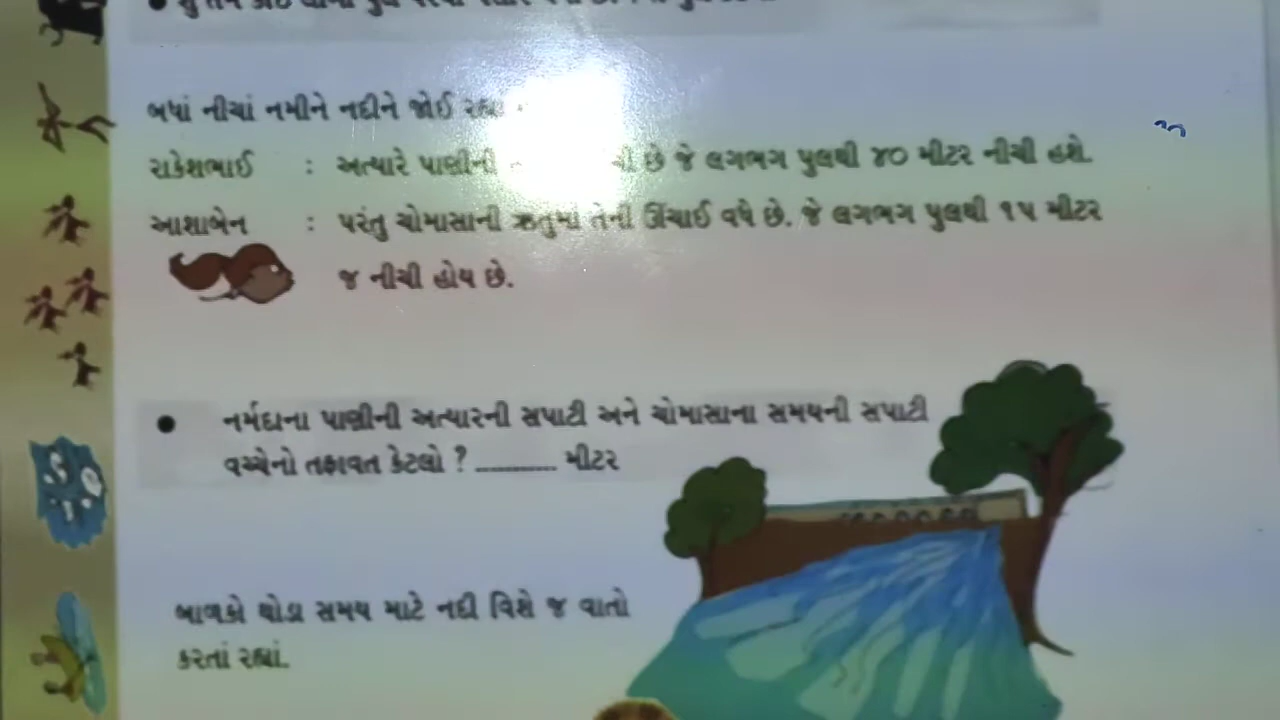 બધાં નીચાં નમીને નદીને જોઈ રહ્યા
રાકેશભાઈ : અત્યારે પાણીની છે જે લગભગ પુલથી ૪૦ મીટર નીચી હશે.
આશાબેન : પરંતુ ચોમાસાની ઋતુમાં તેની ઊંચાઈ વધે છે. જે લગભગ પુલથી ૧૫ મીટર
જ નીચી હોય છે.
● નર્મદાના પાણીની અત્યારની સપાટી અને ચોમાસાના સમયની સપાટી
વચ્ચેનો તફાવત કેટલો ? ............ મીટર
બાળકો થોડા સમય માટે નદી વિશે જ વાતો
કરતાં રહ્યાં.